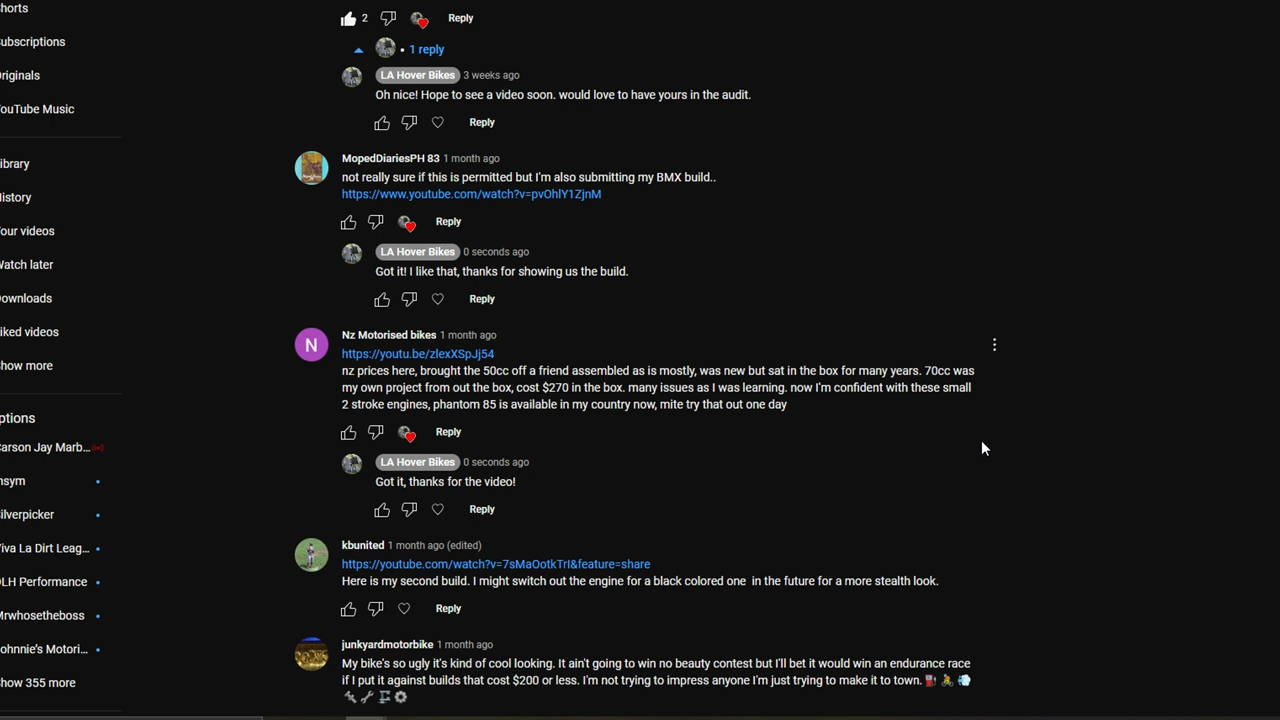 horts
2
Reply
ubscriptions
1 reply
riginals
LA Hover Bikes 3 weeks ago
Oh nice! Hope to see a video soon. would love to have yours in the audit.
ouTube Music
Reply
ibrary
MopedDiariesPH 83 1 month ago
not really sure if this is permitted but I'm also submitting my BMX build..
istory
https://www.youtube.com/watch?v=pvOhlY1ZjnM
our videos
Reply
LA Hover Bikes 0 seconds ago
atch later
Got it! I like that, thanks for showing us the build.
ownloads
Reply
iked videos
Nz Motorised bikes 1 month ago
N
https://youtu.be/zlexXSpJj54
how more
nz prices here, brought the 50cc off a friend assembled as is mostly, was new but sat in the box for many years. 70cc was
my own project from out the box, cost $270 in the box. many issues as I was learning. now I'm confident with these small
2 stroke engines, phantom 85 is available in my country now, mite try that out one day
ptions
Reply
arson Jay Marb...
LA Hover Bikes 0 seconds ago
nsym
Got it, thanks for the video!
ilverpicker
Reply
iva La Dirt Leag...
kbunited 1 month ago (edited)
https://youtube.com/watch?v=7sMaOotkTrI&feature=share
LH Performance
Here is my second build. I might switch out the engine for a black colored one in the future for a more stealth look.
rwhosetheboss
Reply
ohnnie's Motori...
junkyardmotorbike 1 month ago
My bike's so ugly it's kind of cool looking. It ain't going to win no beauty contest but I'll bet it would win an endurance race
how 355 more
if I put it against builds that cost $200 or less. I'm not trying to impress anyone I'm just trying to make it to town. ⛽🚴💨
🔩🔧🗜⚙